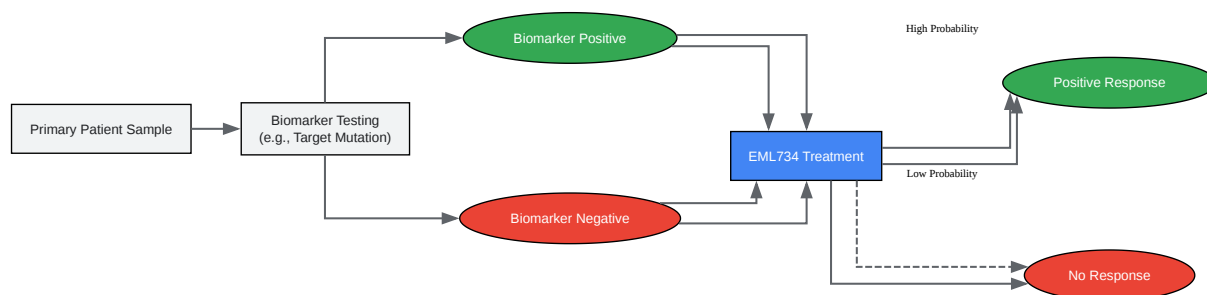 High Probability
Biomarker Positive
Positive Response
Biomarker Testing
(e.g., Target Mutation)
Primary Patient Sample
EML734 Treatment
Low Probability
Biomarker Negative
No Response